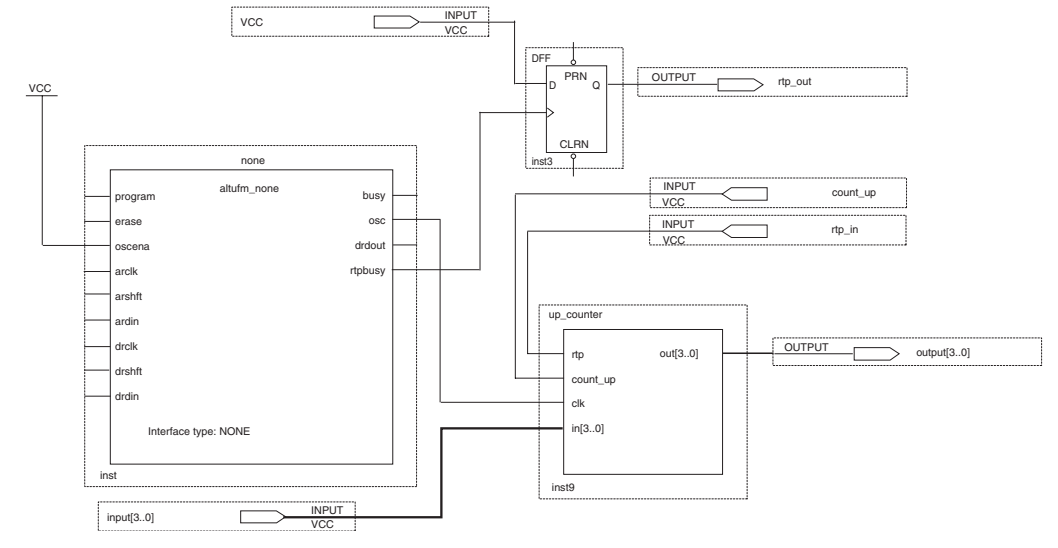 VCC
INPUT
VCC
DFF
PRN
D
Q
CLRN
inst3
OUTPUT
rtp_out
VCC
none
altufm_none
program
erase
oscena
arclk
arshft
ardin
drclk
drshft
drdin
busy
osc
drdout
rtpbusy
Interface type: NONE
inst
INPUT
VCC
count_up
INPUT
VCC
rtp_in
up_counter
rtp
count_up
clk
in[3..0]
out[3..0]
inst9
OUTPUT
output[3..0]
input[3..0]
INPUT
VCC